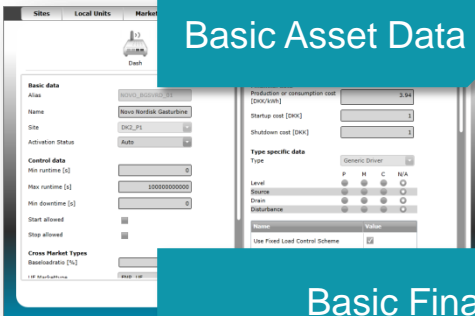 Sites Local Units Market
Basic Asset Data
Dash
Basic data
Alias
Name Novo Nordisk Gasturbine
Site DK2_P1
Activation Status Auto
Control data
Min runtime [s] 0
Max runtime [s] 100000000000
Min downtime [s] 0
Start allowed
Stop allowed
Cross Market Types
Baseloadratio [%]
Production or consumption cost
[DKK/kWh] 3.94
Startup cost [DKK] 1
Shutdown cost [DKK] 1
Type specific data
Type Generic Driver
P M C N/A
Level
Source
Drain
Disturbance
Name Value
Use Fixed Load Control Scheme
Basic Fina